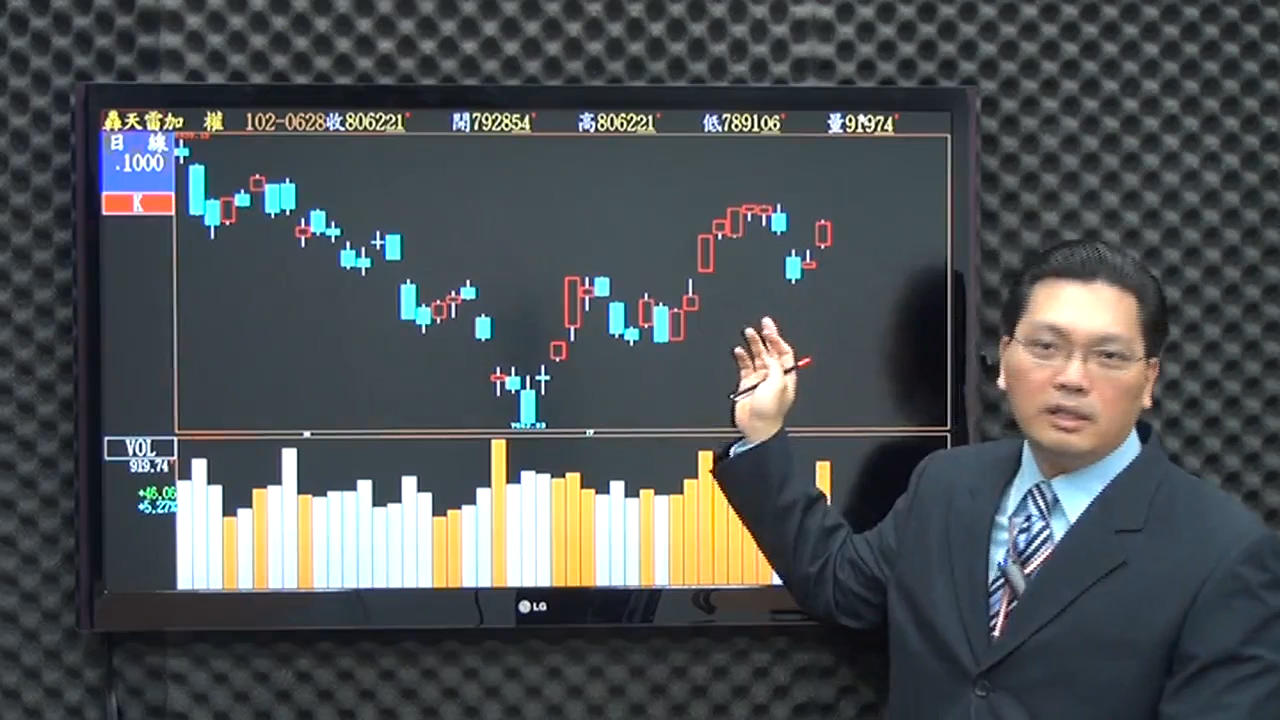 轟天雷加 權 102-0628收806221 開792854 高806221 低789106 量91974
日 線
.1000
K
VOL
919.74
+46.06
+5.27%
LG